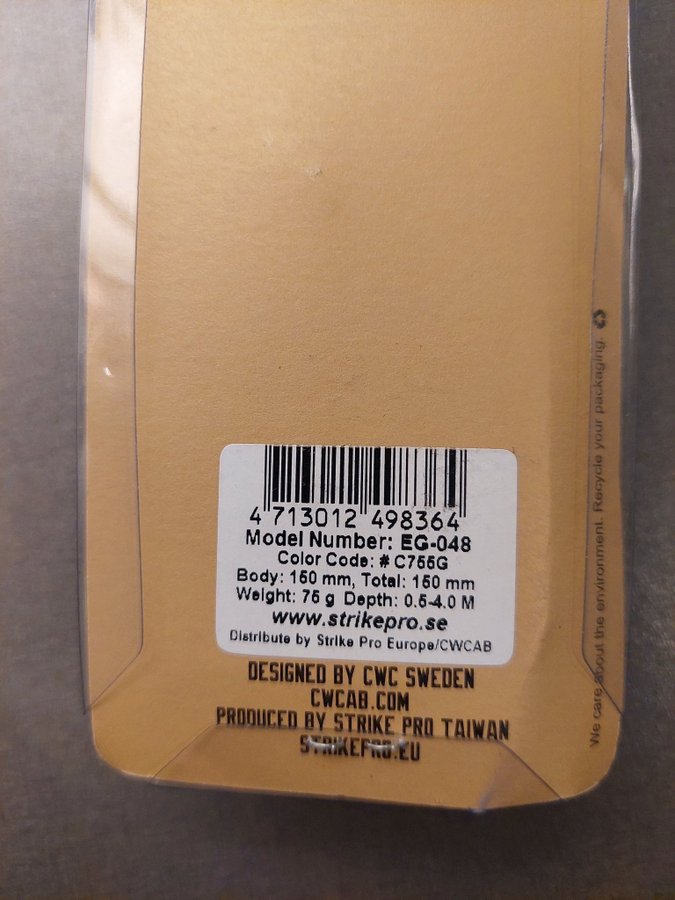 4 713012 498364
Model Number: EG-048
Color Code: # C755G
Body: 150 mm, Total: 150 mm
Weight: 75 g Depth: 0.5-4.0 M
www.strikepro.se
Distribute by Strike Pro Europe/CWCAB
DESIGNED BY CWC SWEDEN
CWCAB.COM
PRODUCED BY STRIKE PRO TAIWAN
STRIKEPRO.EU
We care about the environment. Recycle your packaging.